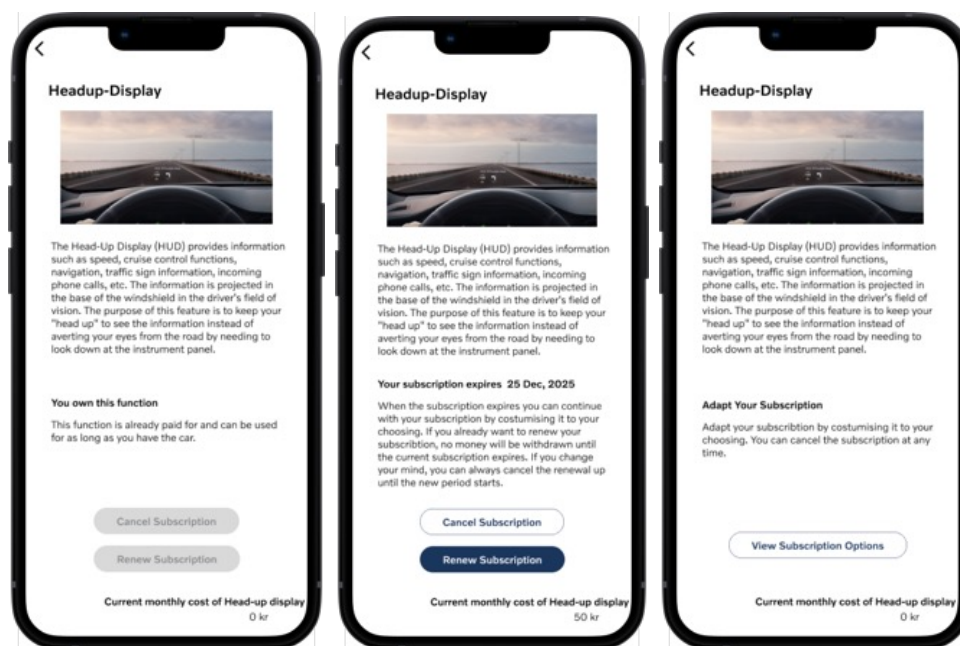 Headup-Display
The Head-Up Display (HUD) provides information
such as speed, cruise control functions,
navigation, traffic sign information, incoming
phone calls, etc. The information is projected in
the base of the windshield in the driver's field of
vision. The purpose of this feature is to keep your
"head up" to see the information instead of
averting your eyes from the road by needing to
look down at the instrument panel.
You own this function
This function is already paid for and can be used
for as long as you have the car.
Cancel Subscription
Renew Subscription
Current monthly cost of Head-up display
0 kr
Headup-Display
The Head-Up Display (HUD) provides information
such as speed, cruise control functions,
navigation, traffic sign information, incoming
phone calls, etc. The information is projected in
the base of the windshield in the driver's field of
vision. The purpose of this feature is to keep your
"head up" to see the information instead of
averting your eyes from the road by needing to
look down at the instrument panel.
Your subscription expires 25 Dec, 2025
When the subscription expires you can continue
with your subscription by costumising it to your
choosing. If you already want to renew your
subscribtion, no money will be withdrawn until
the current subscription expires. If you change
your mind, you can always cancel the renewal up
until the new period starts.
Cancel Subscription
Renew Subscription
Current monthly cost of Head-up display
50 kr
Headup-Display
The Head-Up Display (HUD) provides information
such as speed, cruise control functions,
navigation, traffic sign information, incoming
phone calls, etc. The information is projected in
the base of the windshield in the driver's field of
vision. The purpose of this feature is to keep your
"head up" to see the information instead of
averting your eyes from the road by needing to
look down at the instrument panel.
Adapt Your Subscription
Adapt your subscribtion by costumising it to your
choosing. You can cancel the subscription at any
time.
View Subscription Options
Current monthly cost of Head-up display
0 kr